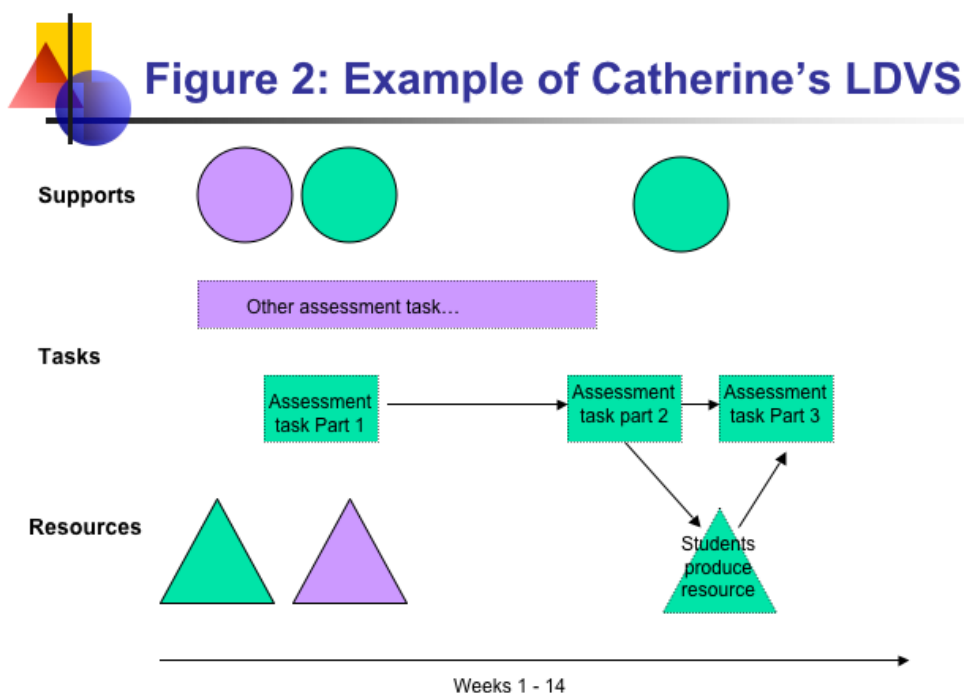 Figure 2: Example of Catherine's LDVS
Supports
Other assessment task...
Tasks
Assessment
task Part 1
Assessment
task part 2
Assessment
task Part 3
Resources
Students
produce
resource
Weeks 1 - 14